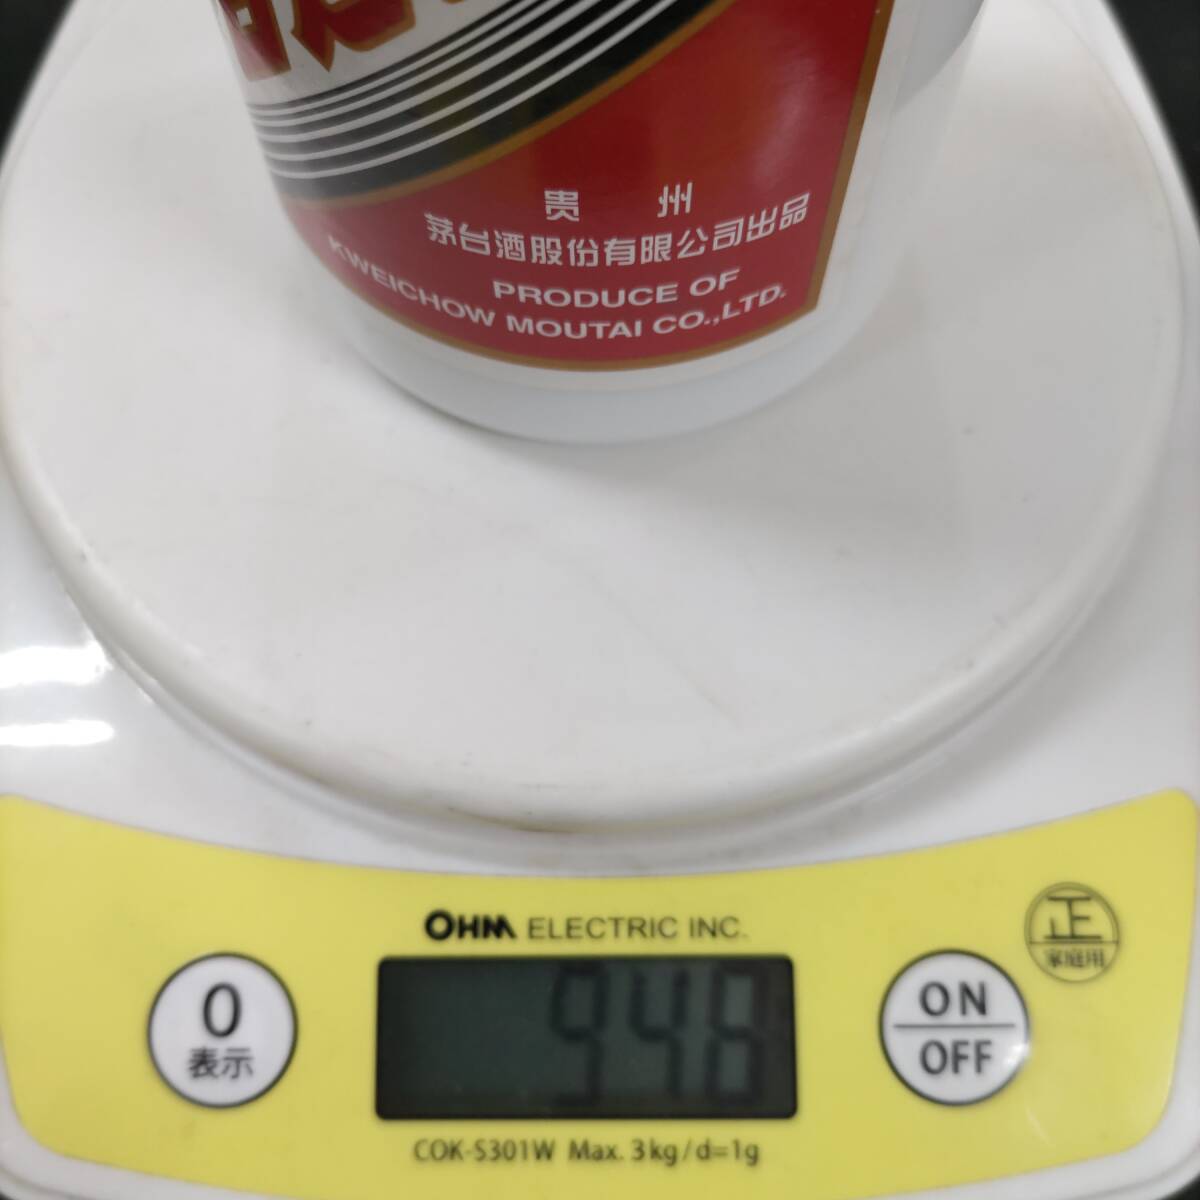 贵 州
茅台酒股份有限公司出品
PRODUCE OF
KWEICHOW MOUTAI CO.,LTD.
OHM ELECTRIC INC.
正
家庭用
0
表示
948
ON
OFF
COK-S301W Max. 3kg/d=1g